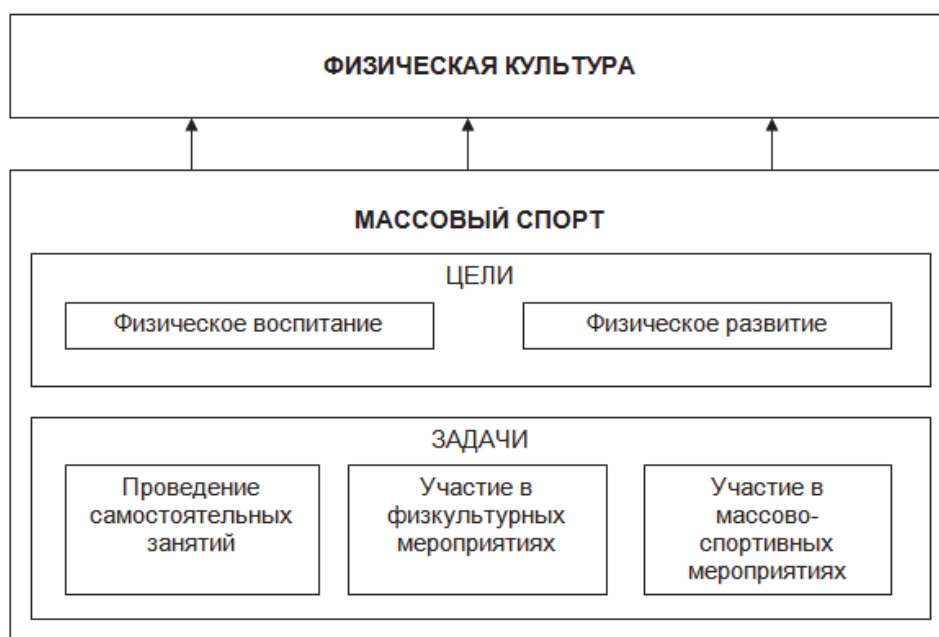 ФИЗИЧЕСКАЯ КУЛЬТУРА
МАССОВЫЙ СПОРТ
ЦЕЛИ
Физическое воспитание
Физическое развитие
ЗАДАЧИ
Проведение
самостоятельных
занятий
Участие в
физкультурных
мероприятиях
Участие в
массово-
спортивных
мероприятиях